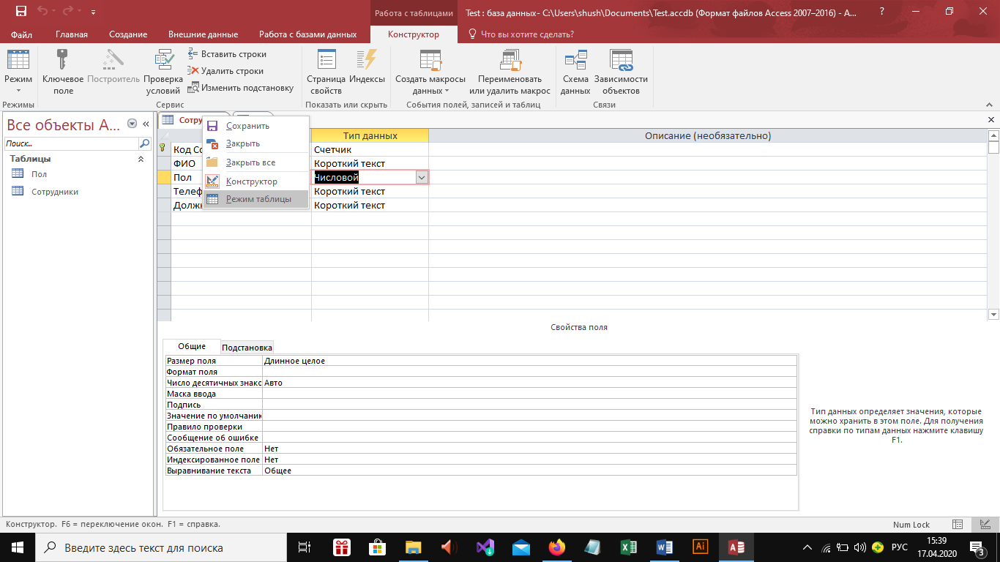 Работа с таблицами
Test : база данных- C:\Users\shush\Documents\Test.accdb (Формат файлов Access 2007–2016) - A...
?
Файл Главная Создание Внешние данные Работа с базами данных Конструктор Что вы хотите сделать?
Режим
Ключевое поле
Построитель
Проверка условий
Вставить строки
Удалить строки
Изменить подстановку
Страница свойств
Индексы
Создать макросы данных
Переименовать или удалить макрос
Схема данных
Зависимости объектов
Режимы Сервис Показать или скрыть События полей, записей и таблиц Связи
Все объекты A...
Поиск...
Таблицы
Пол
Сотрудники
Сотру
Сохранить
Закрыть
Закрыть все
Конструктор
Режим таблицы
Тип данных Описание (необязательно)
Код Со Счетчик
ФИО Короткий текст
Пол Числовой
Телеф Короткий текст
Должн Короткий текст
Свойства поля
Общие Подстановка
Размер поля Длинное целое
Формат поля
Число десятичных знако Авто
Маска ввода
Подпись
Значение по умолчани
Правило проверки
Сообщение об ошибке
Обязательное поле Нет
Индексированное поле Нет
Выравнивание текста Общее
Тип данных определяет значения, которые
можно хранить в этом поле. Для получения
справки по типам данных нажмите клавишу
F1.
Конструктор. F6 = переключение окон. F1 = справка. Num Lock
Введите здесь текст для поиска
Ai
РУС
15:39
17.04.2020
3